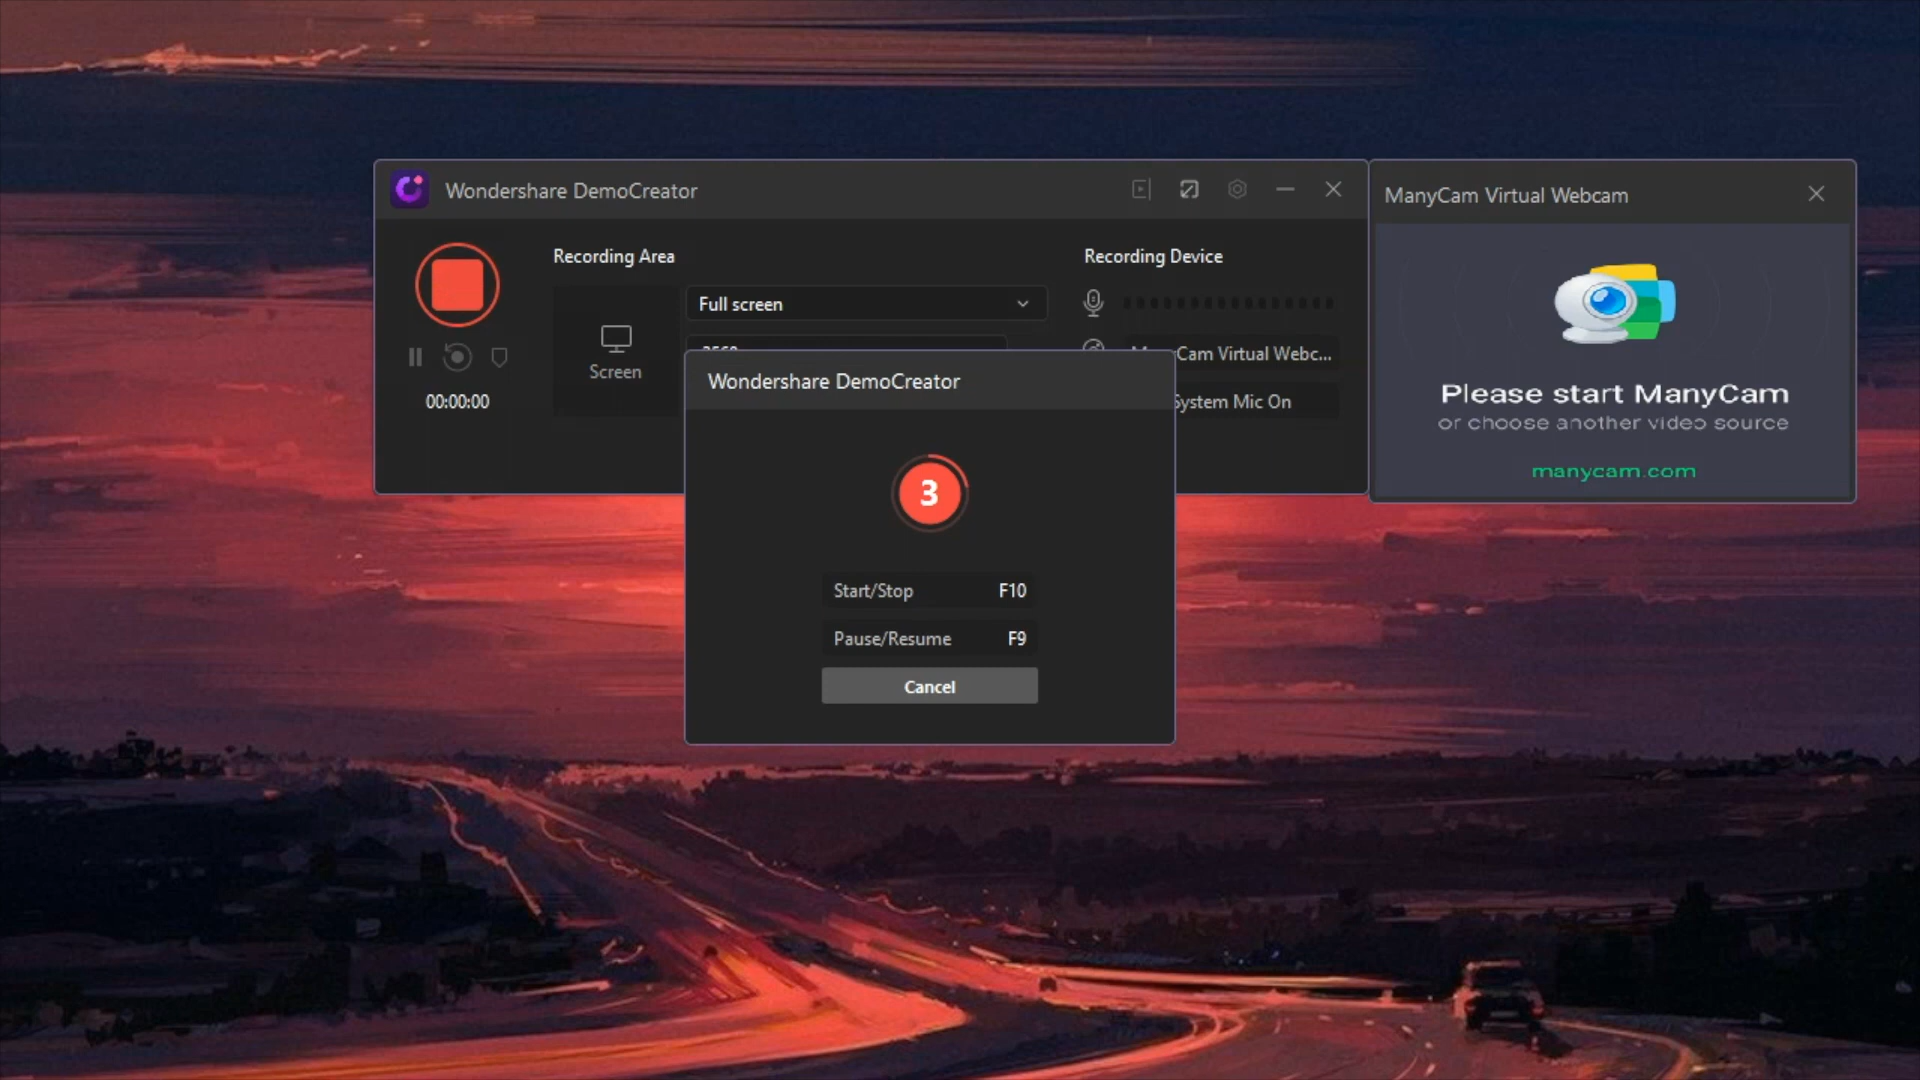 Wondershare DemoCreator
ManyCam Virtual Webcam
Recording Area
Recording Device
Full screen
Screen
00:00:00
Cam Virtual Webc...
System Mic On
Wondershare DemoCreator
3
Start/Stop F10
Pause/Resume F9
Cancel
Please start ManyCam
or choose another video source
manycam.com